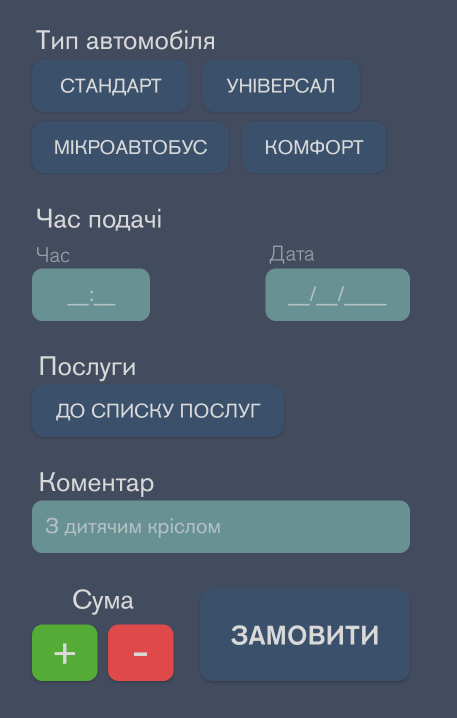 Тип автомобіля
СТАНДАРТ УНІВЕРСАЛ
МІКРОАВТОБУС КОМФОРТ
Час подачі
Час Дата
__:__ __/__/____
Послуги
ДО СПИСКУ ПОСЛУГ
Коментар
З дитячим кріслом
Сума
+ - ЗАМОВИТИ